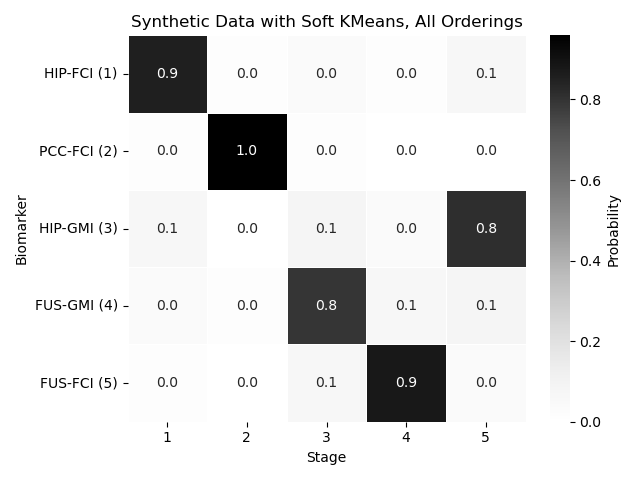 Synthetic Data with Soft KMeans, All Orderings
HIP-FCI (1) 0.9 0.0 0.0 0.0 0.1
PCC-FCI (2) 0.0 1.0 0.0 0.0 0.0
HIP-GMI (3) 0.1 0.0 0.1 0.0 0.8
FUS-GMI (4) 0.0 0.0 0.8 0.1 0.1
FUS-FCI (5) 0.0 0.0 0.1 0.9 0.0
1 2 3 4 5
Stage
Biomarker
0.8
0.6
0.4
0.2
0.0
Probability